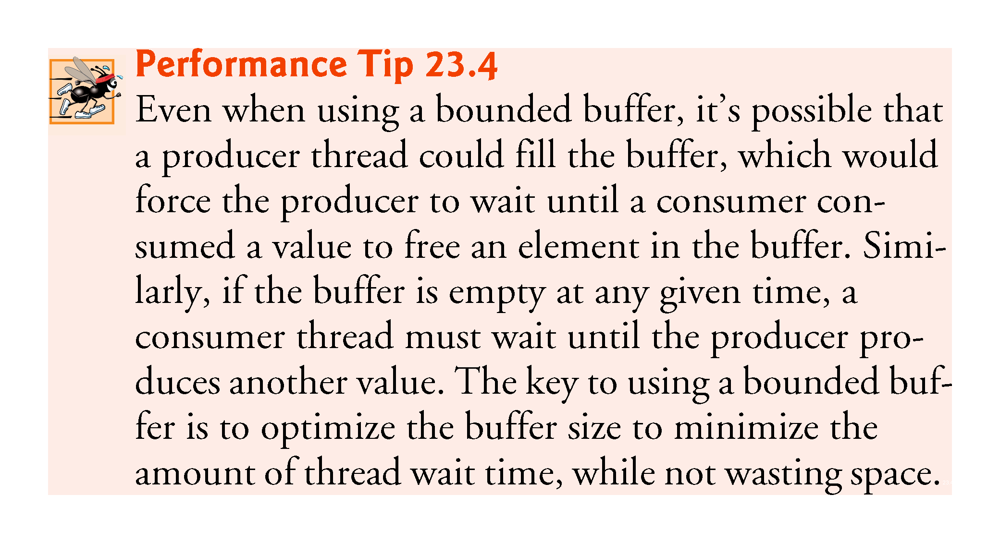 Performance Tip 23.4
Even when using a bounded buffer, it’s possible that
a producer thread could fill the buffer, which would
force the producer to wait until a consumer con-
sumed a value to free an element in the buffer. Simi-
larly, if the buffer is empty at any given time, a
consumer thread must wait until the producer pro-
duces another value. The key to using a bounded buf-
fer is to optimize the buffer size to minimize the
amount of thread wait time, while not wasting space.